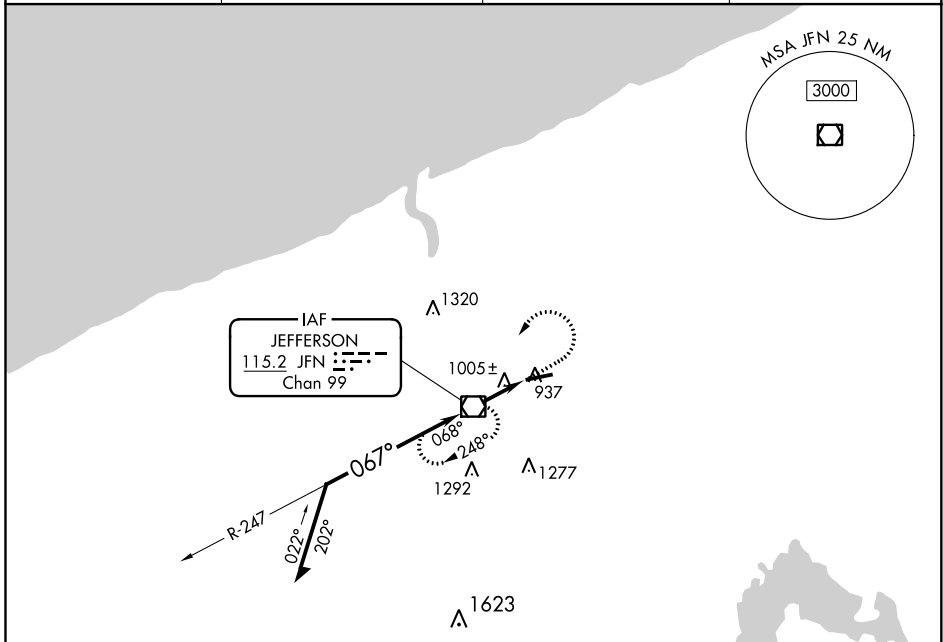 MSA JFN 25 NM
3000
1320
IAF
JEFFERSON
115.2 JFN
Chan 99
1005±
937
068°
248°
067°
1292
1277
R-247
022°
202°
1623